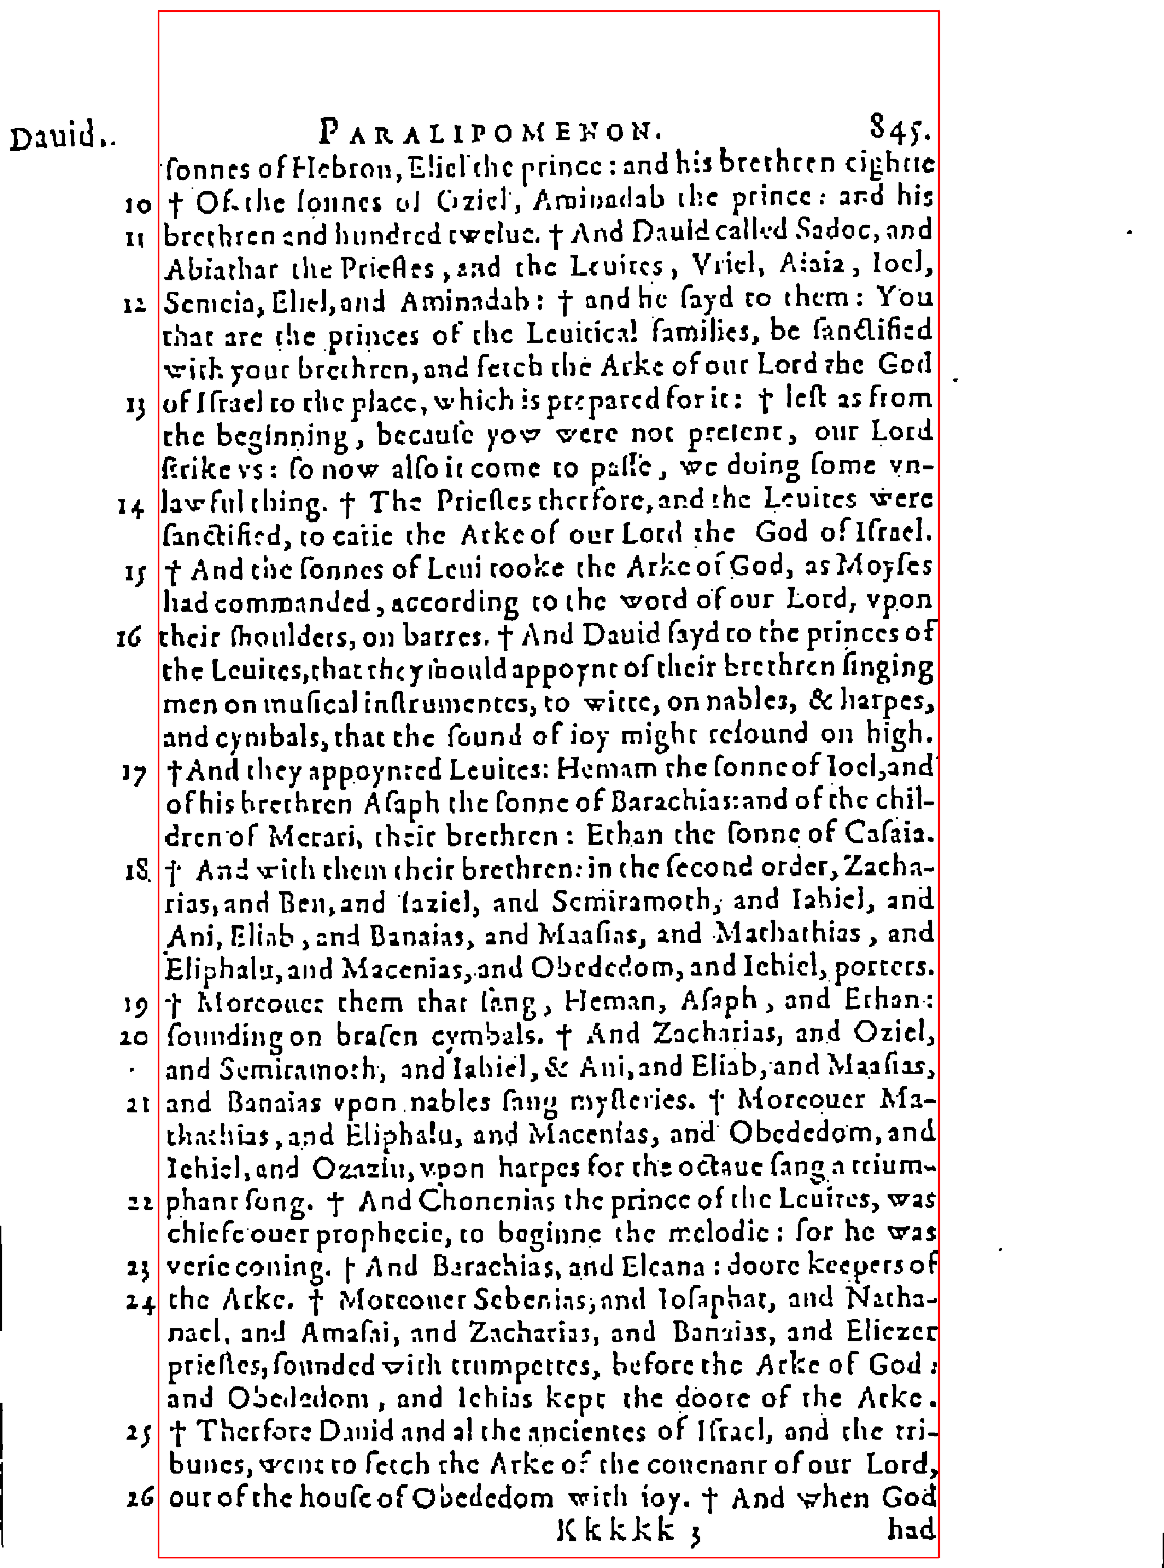 Dauid. PARALIPOMENON. 845.
ſonnes of Hebron, Eliel the prince: and his brethren eightie
10 † Of the ſonnes of Oziel, Aminadab the prince: and his
11 brethren and hundred twelue. † And Dauid called Sadoc, and
Abiathar the Prieſtes, and the Leuites, Vriel, Aſaia, Ioel,
12 Semeia, Eliel, and Aminadab: † and he ſayd to them: You
that are the princes of the Leuitical families, be ſanctified
with your brethren, and fetch the Arke of our Lord the God
13 of Iſrael to the place, which is prepared for it: † leſt as from
the beginning, becauſe yow were not preſent, our Lord
ſtrike vs: ſo now alſo it come to paſſe, we doing ſome vn-
14 lawful thing. † The Prieſtes therfore, and the Leuites were
ſanctified, to carie the Arke of our Lord the God of Iſrael.
15 † And the ſonnes of Leui tooke the Arke of God, as Moyſes
had commanded, according to the word of our Lord, vpon
16 their ſhoulders, on barres. † And Dauid ſayd to the princes of
the Leuites, that they ſhould appoynt of their brethren ſinging
men on muſical inſtrumentes, to witte, on nables, & harpes,
and cymbals, that the ſound of ioy might reſound on high.
17 † And they appoynted Leuites: Hemam the ſonne of Ioel, and
of his brethren Aſaph the ſonne of Barachias: and of the chil-
dren of Merari, their brethren: Ethan the ſonne of Caſaia.
18. † And with them their brethren: in the ſecond order, Zacha-
rias, and Ben, and Iaziel, and Semiramoth, and Iahiel, and
Ani, Eliab, and Banaias, and Maaſias, and Mathathias, and
Eliphalu, and Macenias, and Obededom, and Iehiel, porters.
19 † Moreouer them that ſang, Heman, Aſaph, and Ethan:
20 ſounding on braſen cymbals. † And Zacharias, and Oziel,
and Semiramoth, and Iahiel, & Ani, and Eliab, and Maaſias,
21 and Banaias vpon nables ſang myſteries. † Moreouer Ma-
thathias, and Eliphalu, and Macenias, and Obededom, and
Iehiel, and Ozaziu, vpon harpes for the octaue ſang a trium-
22 phant ſong. † And Chonenias the prince of the Leuites, was
chiefe ouer prophecie, to beginne the melodie: for he was
23 verie coning. † And Barachias, and Elcana: doore keepers of
24 the Arke. † Moreouer Sebenias, and Ioſaphat, and Natha-
nael, and Amaſai, and Zacharias, and Banaias, and Eliezer
prieſtes, ſounded with trumpettes, before the Arke of God:
and Obededom, and Iehias kept the doore of the Arke.
25 † Therfore Dauid and al the ancientes of Iſrael, and the tri-
bunes, went to fetch the Arke of the couenant of our Lord,
26 out of the houſe of Obededom with ioy. † And when God
Kkkkk 3 had